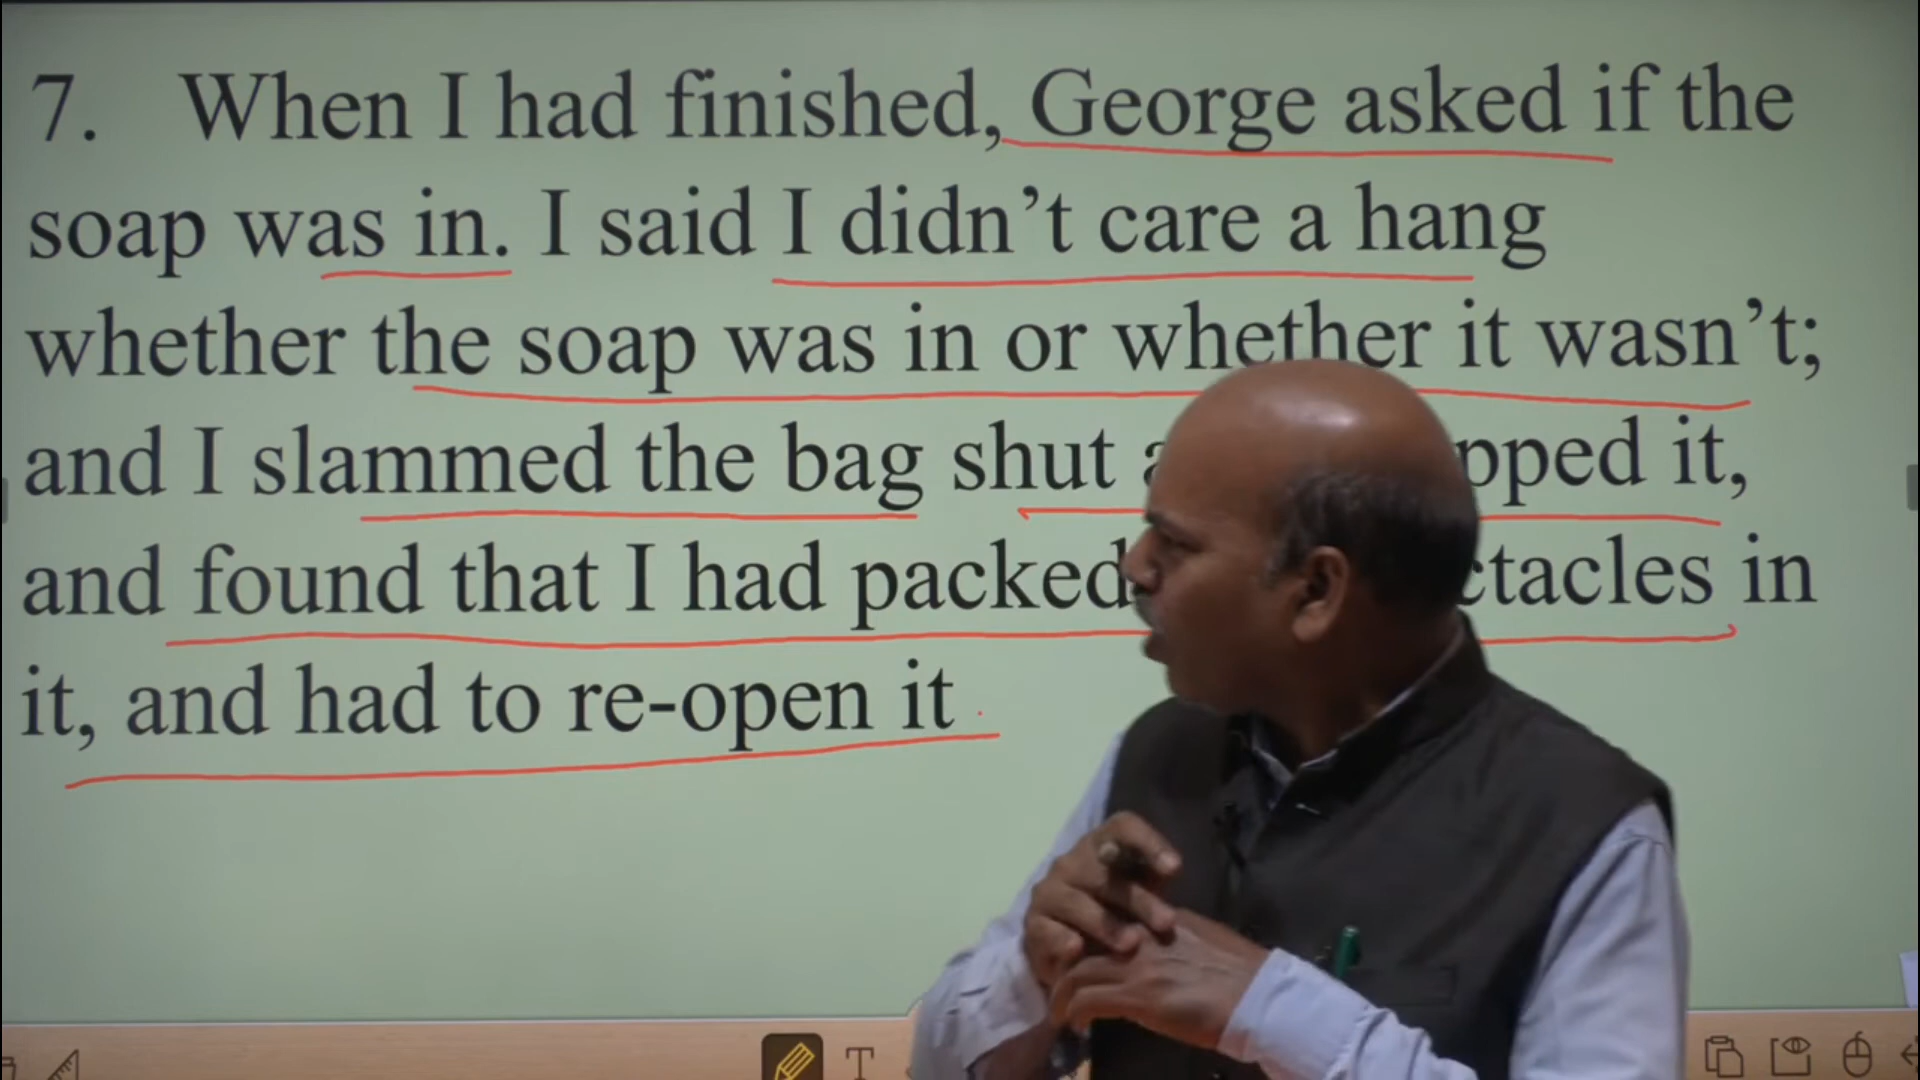 7. When I had finished, George asked if the
soap was in. I said I didn’t care a hang
whether the soap was in or whether it wasn’t;
and I slammed the bag shut
it,
and found that I had packed in
it, and had to re-open it
T